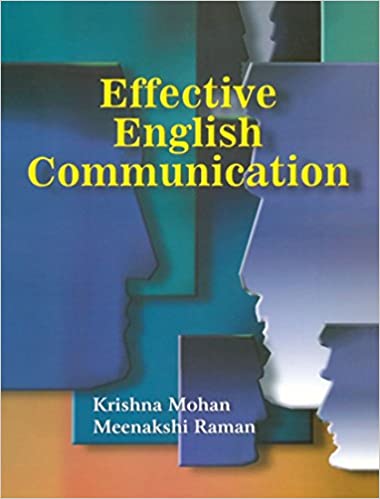 Effective
English
Communication
Krishna Mohan
Meenakshi Raman